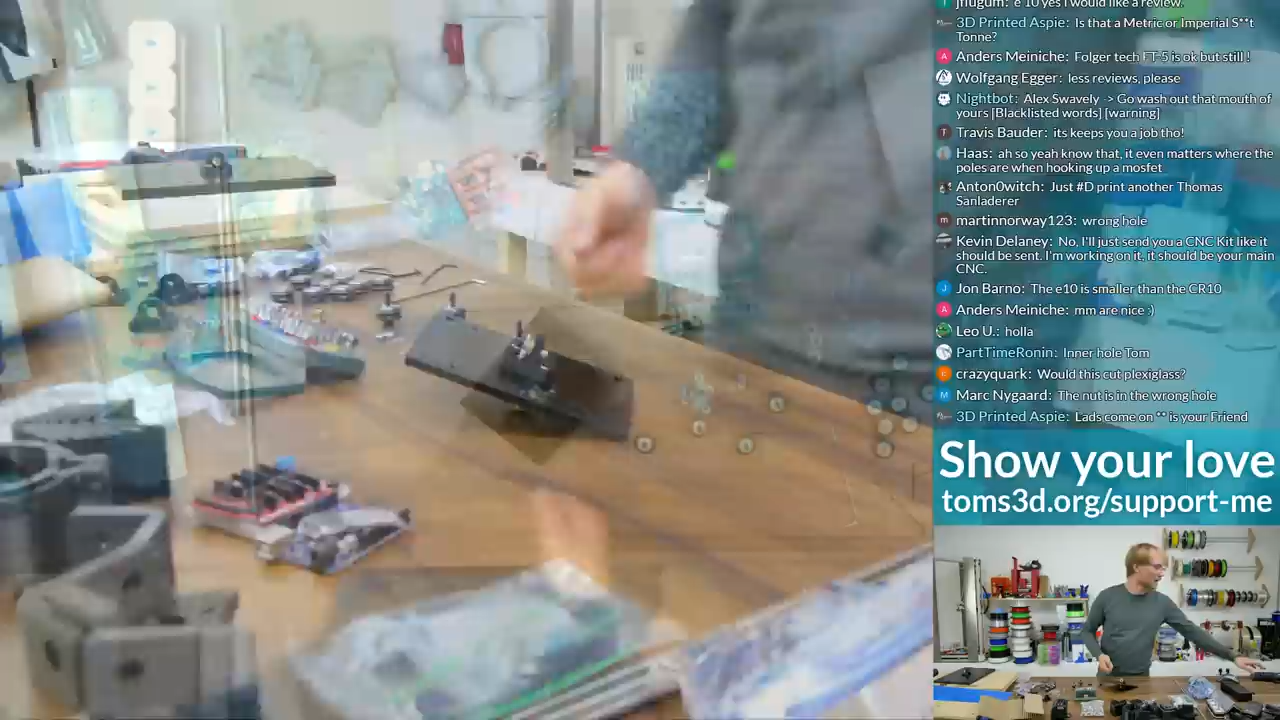 jflugum: e 10 yes I would like a review.
3D Printed Aspie: Is that a Metric or Imperial S**t
Tonne?
Anders Meiniche: Folger tech FT-5 is ok but still !
Wolfgang Egger: less reviews, please
Nightbot: Alex Swavely -> Go wash out that mouth of
yours [Blacklisted words] [warning]
Travis Bauder: its keeps you a job tho!
Haas: ah so yeah know that, it even matters where the
poles are when hooking up a mosfet
Anton0witch: Just #D print another Thomas
Sanladerer
martinnorway123: wrong hole
Kevin Delaney: No, I'll just send you a CNC Kit like it
should be sent. I'm working on it, it should be your main
CNC.
Jon Barno: The e10 is smaller than the CR10
Anders Meiniche: mm are nice :)
Leo U.: holla
PartTimeRonin: Inner hole Tom
crazyquark: Would this cut plexiglass?
Marc Nygaard: The nut is in the wrong hole
3D Printed Aspie: Lads come on ** is your Friend
Show your love
toms3d.org/support-me